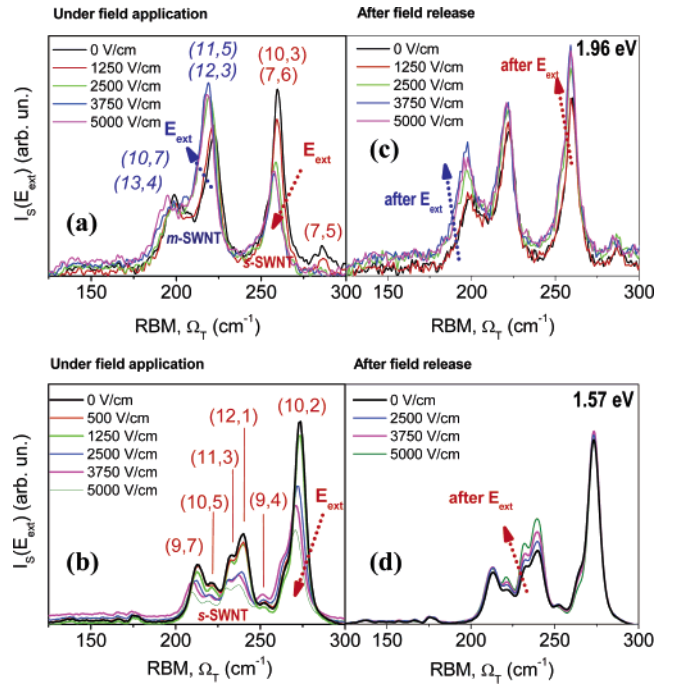 Under field application
After field release
0 V/cm
1250 V/cm
2500 V/cm
3750 V/cm
5000 V/cm
(11,5)
(12,3)
(10,3)
(7,6)
E_ext
E_ext
(10,7)
(13,4)
(a)
m-SWNT
s-SWNT
(7,5)
I_S(E_ext) (arb. un.)
125 150 175 200 225 250 275 300
RBM, Ω_T (cm⁻¹)
0 V/cm
1250 V/cm
2500 V/cm
3750 V/cm
5000 V/cm
1.96 eV
after E_ext
(c)
after E_ext
150 200 250 300
RBM, Ω_T (cm⁻¹)
Under field application
After field release
0 V/cm
500 V/cm
1250 V/cm
2500 V/cm
3750 V/cm
5000 V/cm
(12,1)
(10,2)
(11,3)
(10,5)
(9,4)
(9,7)
E_ext
(b)
s-SWNT
I_S(E_ext) (arb. un.)
150 175 200 225 250 275 300
RBM, Ω_T (cm⁻¹)
0 V/cm
2500 V/cm
3750 V/cm
5000 V/cm
1.57 eV
after E_ext
(d)
150 200 250 300
RBM, Ω_T (cm⁻¹)